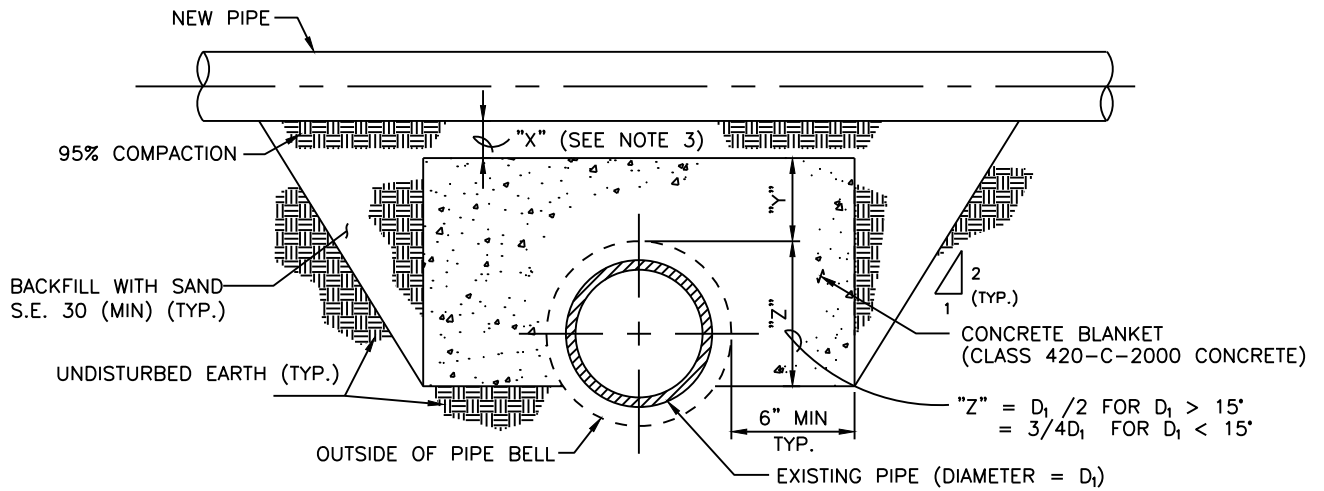 NEW PIPE
"X" (SEE NOTE 3)
95% COMPACTION
"Y"
BACKFILL WITH SAND
S.E. 30 (MIN) (TYP.)
"Z"
2
(TYP.)
1
CONCRETE BLANKET
(CLASS 420-C-2000 CONCRETE)
UNDISTURBED EARTH (TYP.)
6" MIN
TYP.
"Z" = D₁ /2 FOR D₁ > 15"
= 3/4D₁ FOR D₁ < 15"
OUTSIDE OF PIPE BELL
EXISTING PIPE (DIAMETER = D₁)